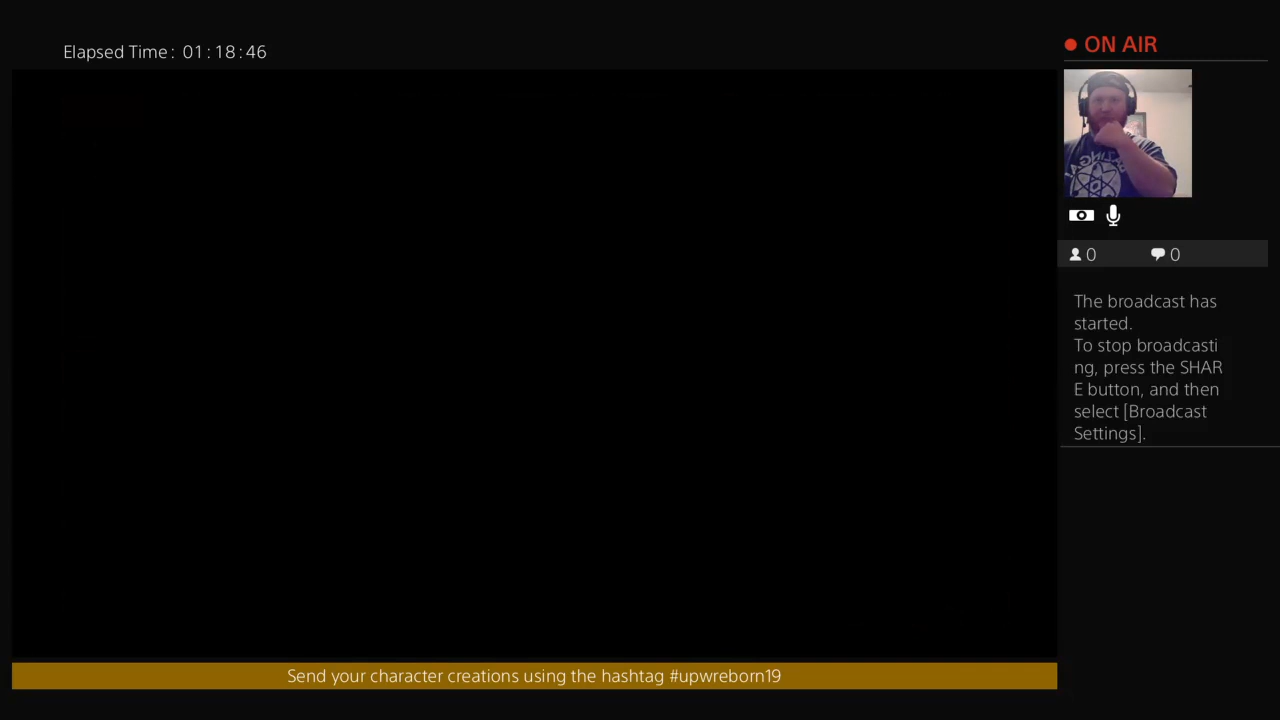 Elapsed Time: 01:18:46
ON AIR
0 0
The broadcast has
started.
To stop broadcasti
ng, press the SHAR
E button, and then
select [Broadcast
Settings].
Send your character creations using the hashtag #upwreborn19